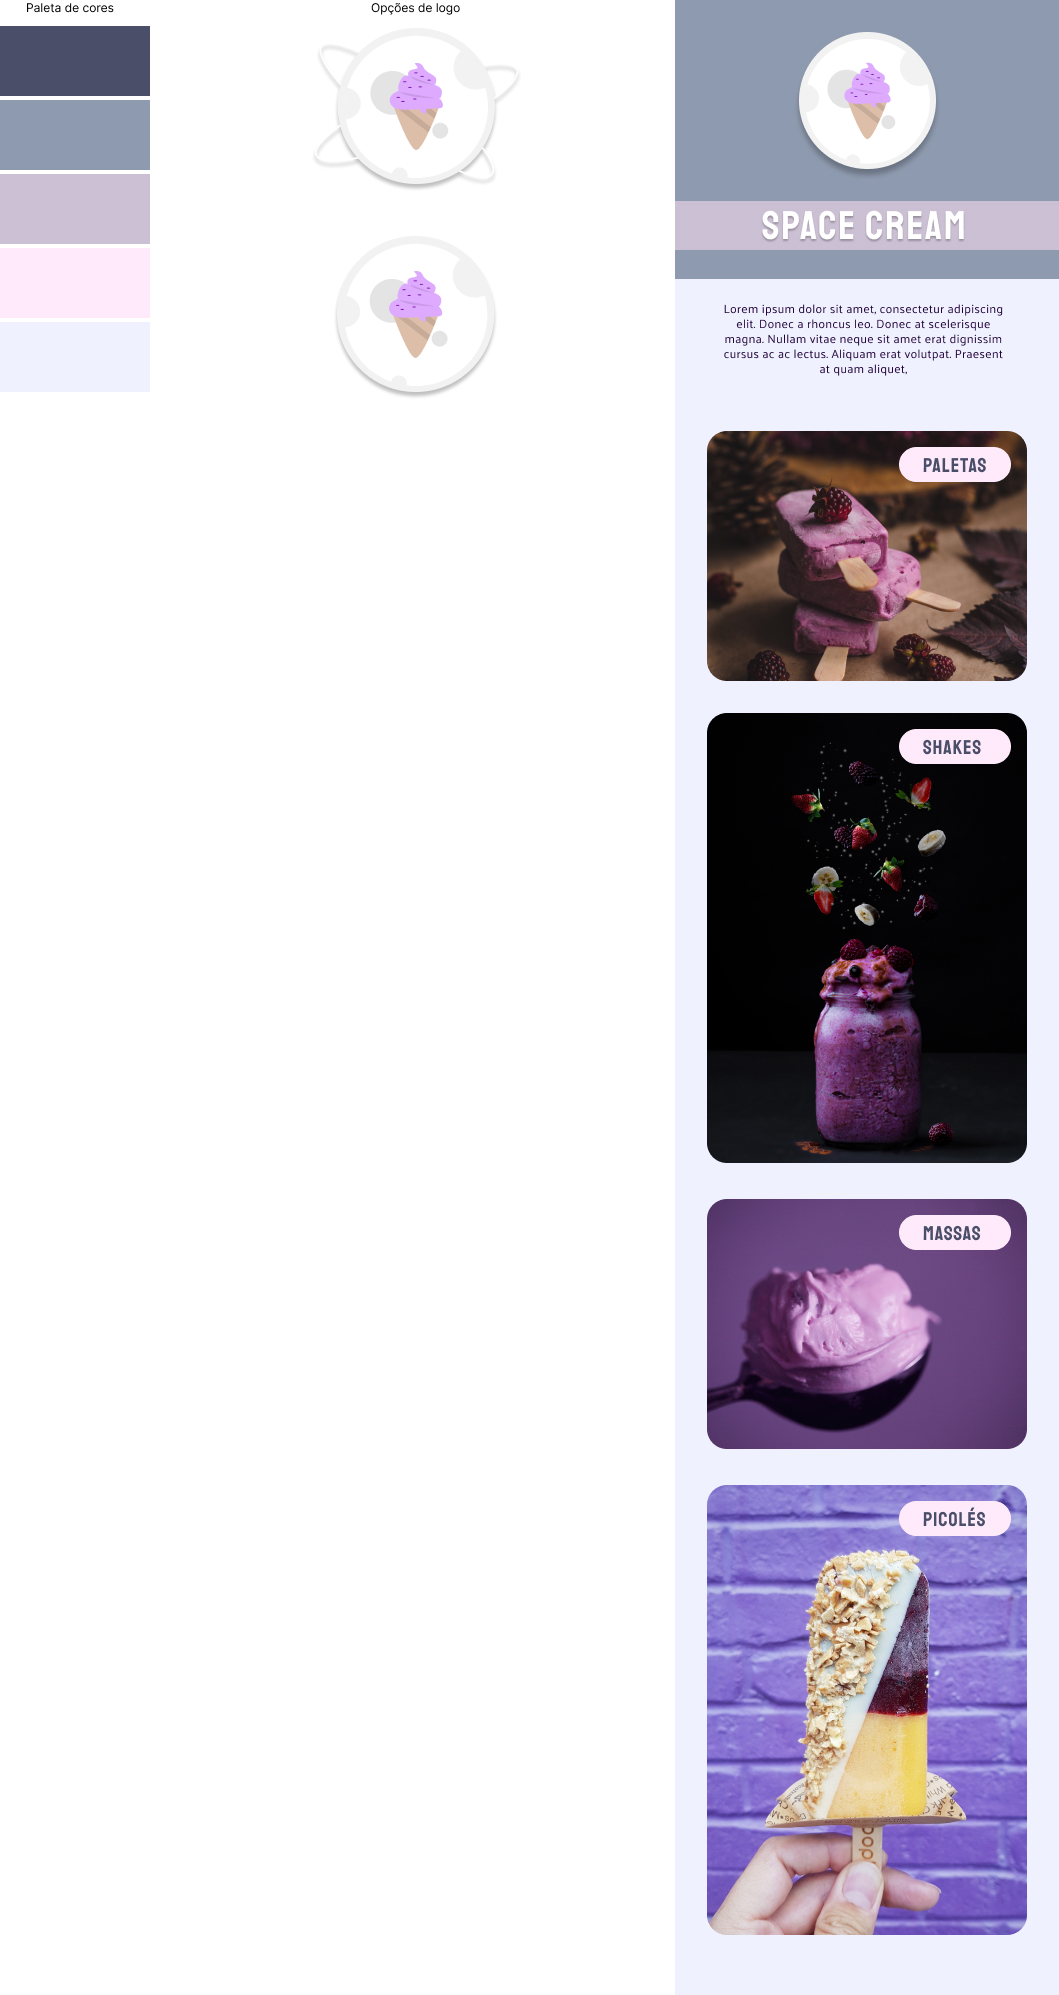 Paleta de cores
Opções de logo
SPACE CREAM
Lorem ipsum dolor sit amet, consectetur adipiscing
elit. Donec a rhoncus leo. Donec at scelerisque
magna. Nullam vitae neque sit amet erat dignissim
cursus ac ac lectus. Aliquam erat volutpat. Praesent
at quam aliquet,
PALETAS
SHAKES
MASSAS
PICOLÉS